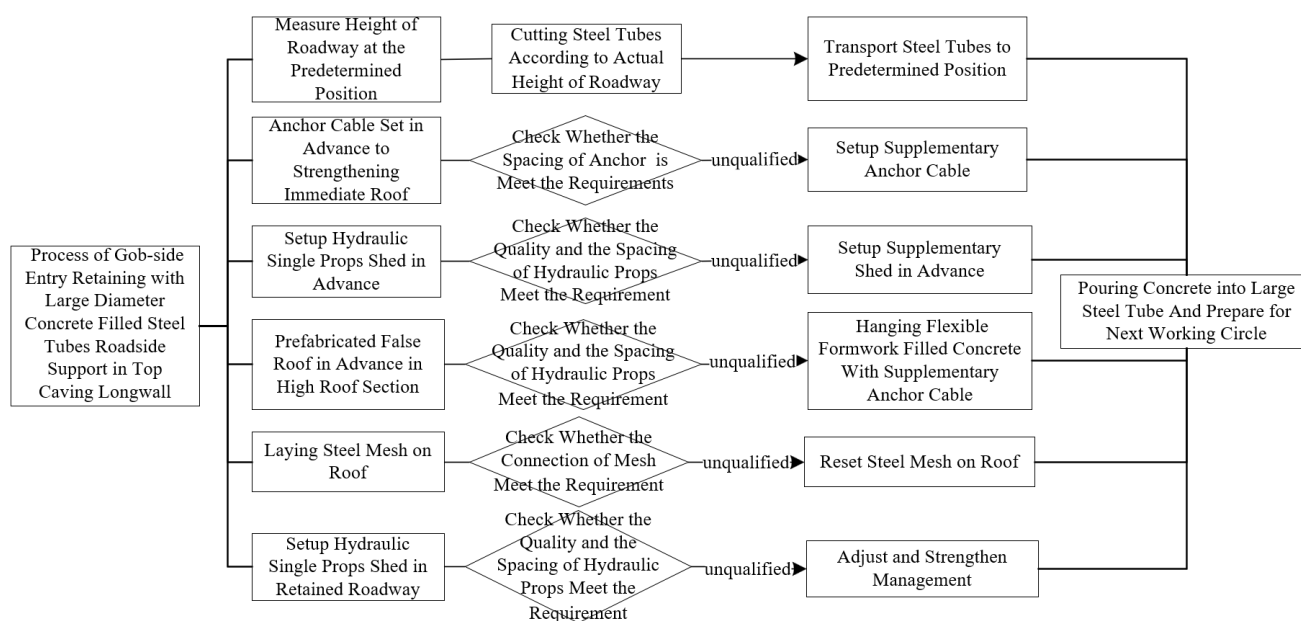 Process of Gob-side
Entry Retaining with
Large Diameter
Concrete Filled Steel
Tubes Roadside
Support in Top
Caving Longwall
Measure Height of
Roadway at the
Predetermined
Position
Cutting Steel Tubes
According to Actual
Height of Roadway
Transport Steel Tubes to
Predetermined Position
Anchor Cable Set in
Advance to
Strengthening
Immediate Roof
Check Whether the
Spacing of Anchor is
Meet the Requirements
unqualified
Setup Supplementary
Anchor Cable
Setup Hydraulic
Single Props Shed in
Advance
Check Whether the
Quality and the Spacing
of Hydraulic Props
Meet the Requirement
unqualified
Setup Supplementary
Shed in Advance
Prefabricated False
Roof in Advance in
High Roof Section
Check Whether the
Quality and the Spacing
of Hydraulic Props
Meet the Requirement
unqualified
Hanging Flexible
Formwork Filled Concrete
With Supplementary
Anchor Cable
Laying Steel Mesh on
Roof
Check Whether the
Connection of Mesh
Meet the Requirement
unqualified
Reset Steel Mesh on Roof
Setup Hydraulic
Single Props Shed in
Retained Roadway
Check Whether the
Quality and the
Spacing of Hydraulic
Props Meet the
Requirement
unqualified
Adjust and Strengthen
Management
Pouring Concrete into Large
Steel Tube And Prepare for
Next Working Circle